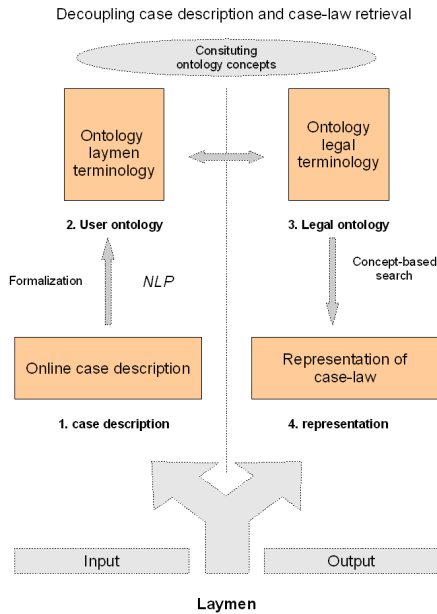 Decoupling case description and case-law retrieval
Consituting
ontology concepts
Ontology
laymen
terminology
Ontology
legal
terminology
2. User ontology
3. Legal ontology
Formalization
NLP
Concept-based
search
Online case description
Representation of
case-law
1. case description
4. representation
Input
Output
Laymen